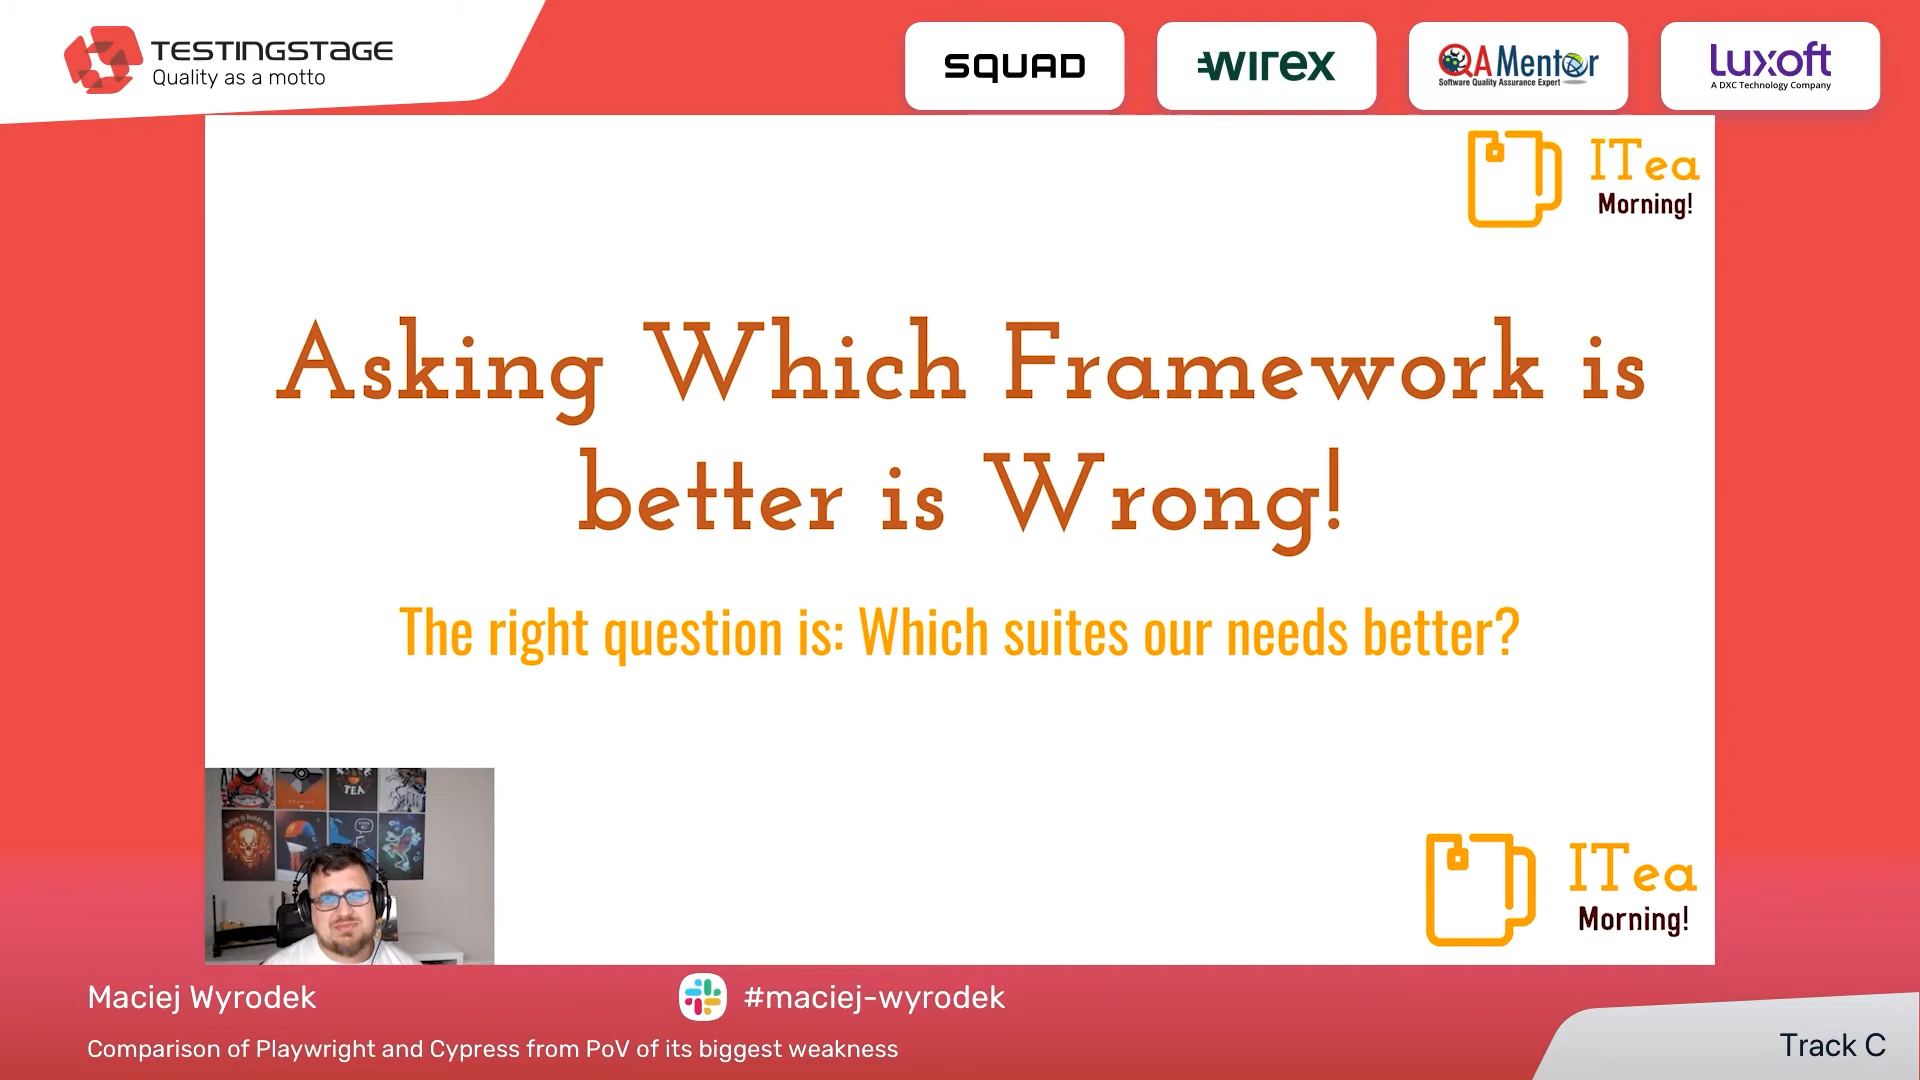 TESTINGSTAGE
Quality as a motto
SQUAD
WIREX
QA Mentor
Software Quality Assurance Expert
Luxoft
A DXC Technology Company
ITea
Morning!
Asking Which Framework is
better is Wrong!
The right question is: Which suites our needs better?
TEA
ITea
Morning!
Maciej Wyrodek
#maciej-wyrodek
Comparison of Playwright and Cypress from PoV of its biggest weakness
Track C